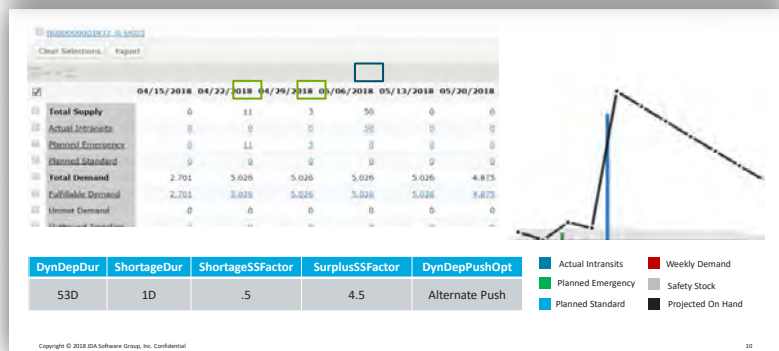 Clear Selections Export
04/15/2018 04/22/2018 04/29/2018 05/06/2018 05/13/2018 05/20/2018
Total Supply 0 11 3 50 0 0
Actual Intransits 0 0 0 50 0 0
Planned Emergency 0 11 3 0 0 0
Planned Standard 0 0 0 0 0 0
Total Demand 2.701 5.026 5.026 5.026 5.026 4.875
Fulfillable Demand 2.701 5.026 5.026 5.026 5.026 4.875
Unmet Demand 0 0 0 0 0 0
DynDepDur ShortageDur ShortageSSFactor SurplusSSFactor DynDepPushOpt
53D 1D .5 4.5 Alternate Push
Actual Intransits
Planned Emergency
Planned Standard
Weekly Demand
Safety Stock
Projected On Hand
Copyright © 2018 JDA Software Group, Inc. Confidential
10